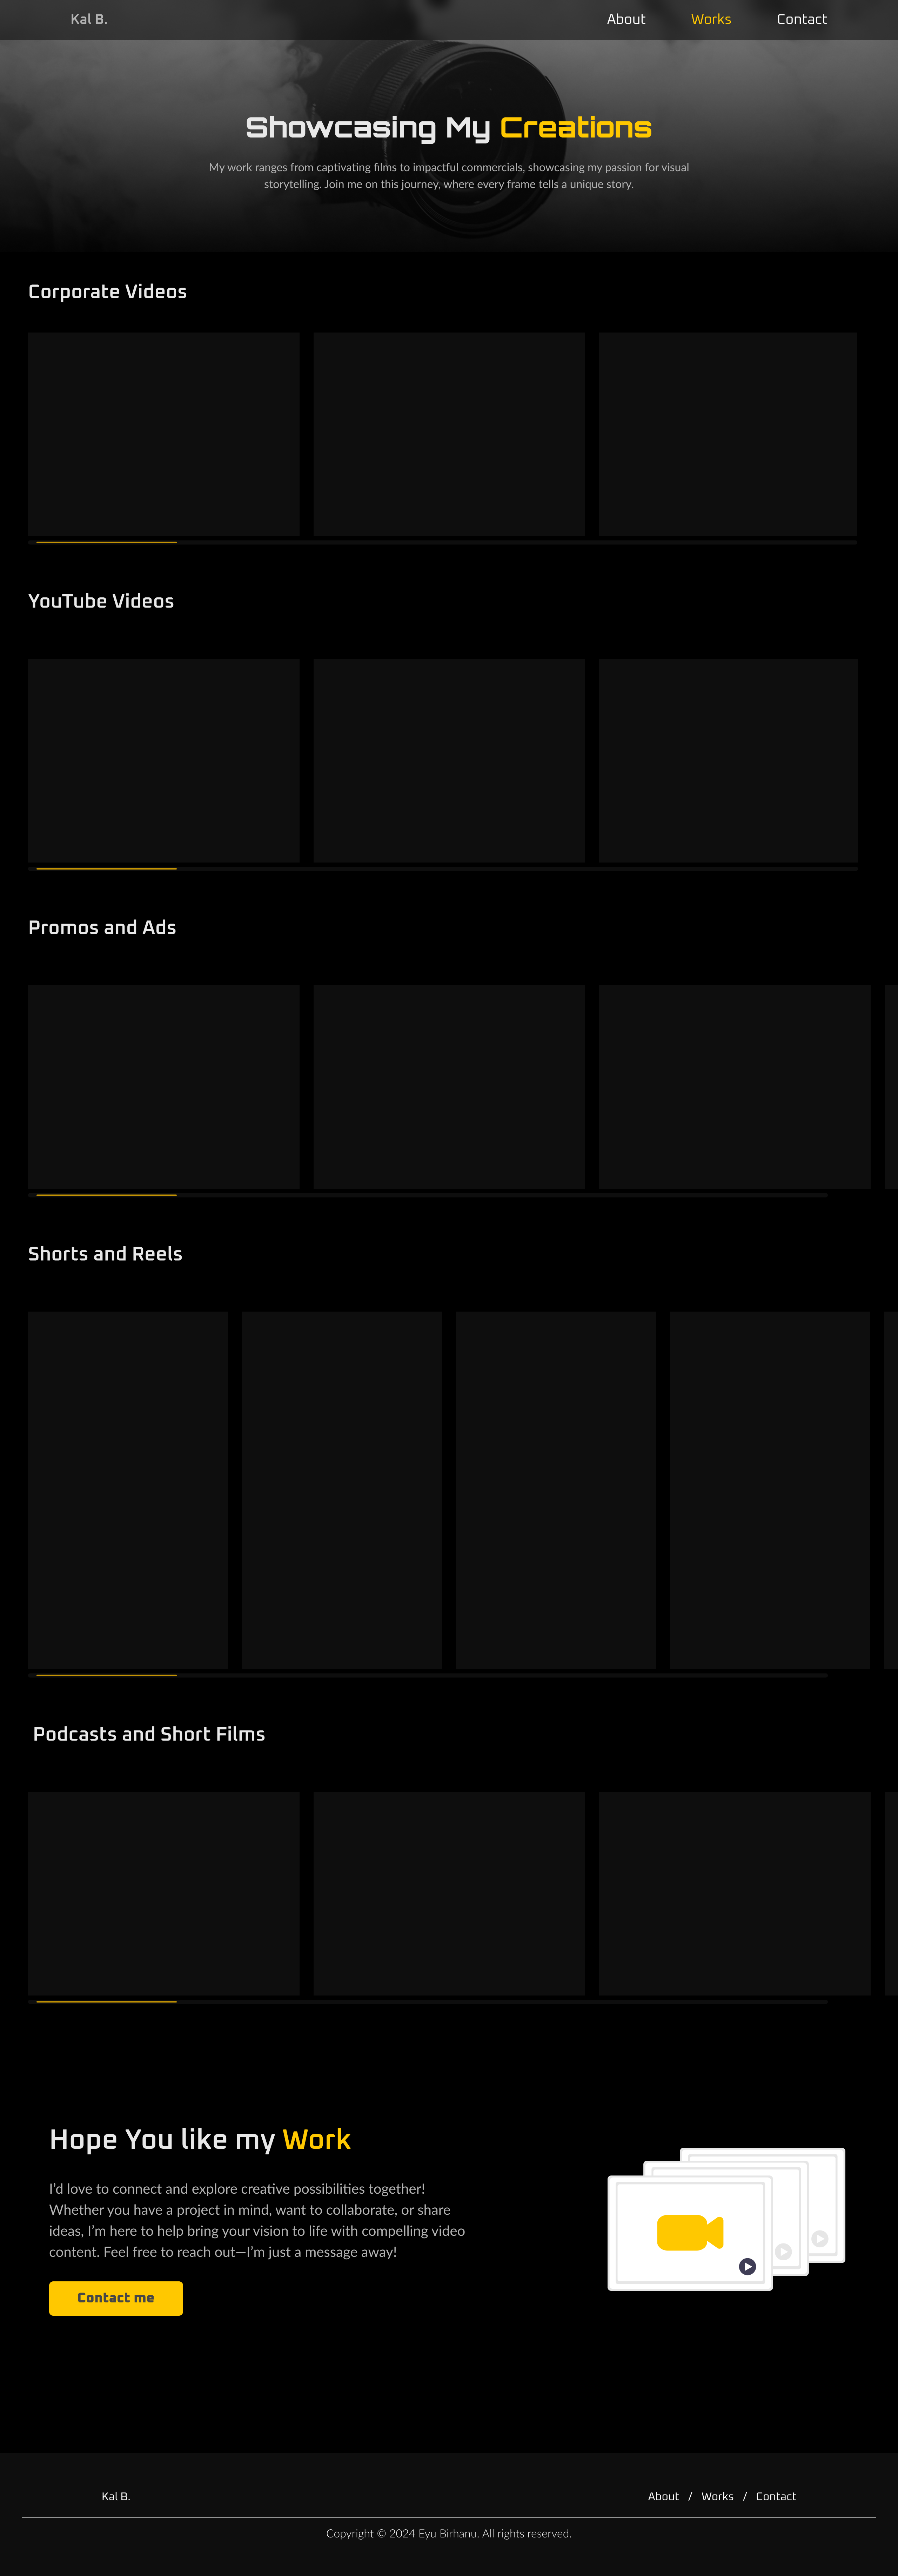 Kal B.
About Works Contact
Showcasing My Creations
My work ranges from captivating films to impactful commercials, showcasing my passion for visual
storytelling. Join me on this journey, where every frame tells a unique story.
Corporate Videos
YouTube Videos
Promos and Ads
Shorts and Reels
Podcasts and Short Films
Hope You like my Work
I’d love to connect and explore creative possibilities together!
Whether you have a project in mind, want to collaborate, or share
ideas, I’m here to help bring your vision to life with compelling video
content. Feel free to reach out—I’m just a message away!
Contact me
Kal B.
About / Works / Contact
Copyright © 2024 Eyu Birhanu. All rights reserved.